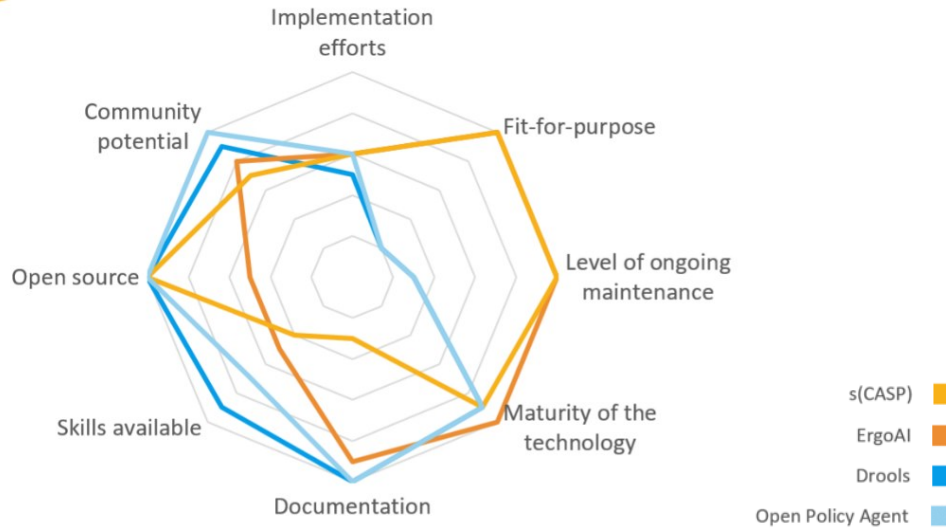 Implementation
efforts
Community
potential
Fit-for-purpose
Open source
Level of ongoing
maintenance
Skills available
Maturity of the
technology
Documentation
s(CASP)
ErgoAI
Drools
Open Policy Agent